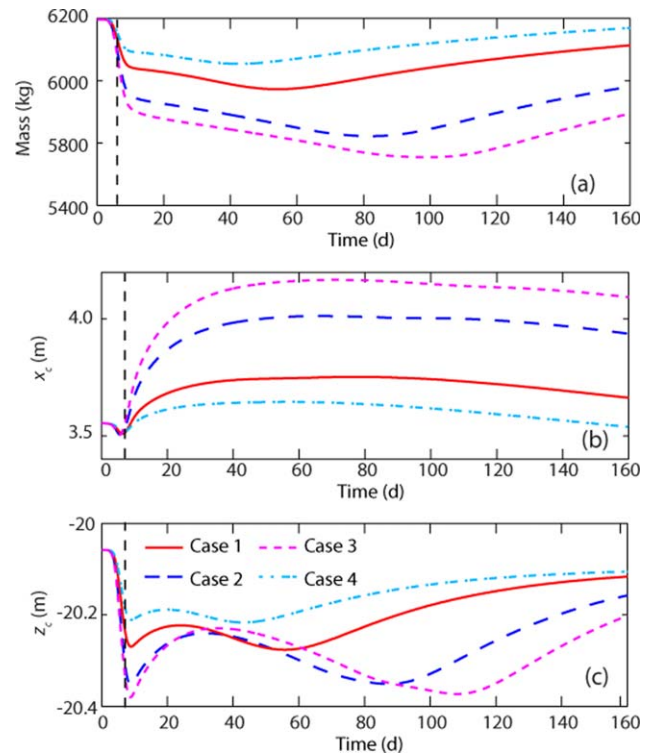 6200
6000
5800
5400
Mass (kg)
(a)
0 20 40 60 80 100 120 140 160
Time (d)
4.0
3.5
x_c (m)
(b)
0 20 40 60 80 100 120 140 160
Time (d)
-20
-20.2
-20.4
z_c (m)
Case 1 Case 3
Case 2 Case 4
(c)
0 20 40 60 80 100 120 140 160
Time (d)